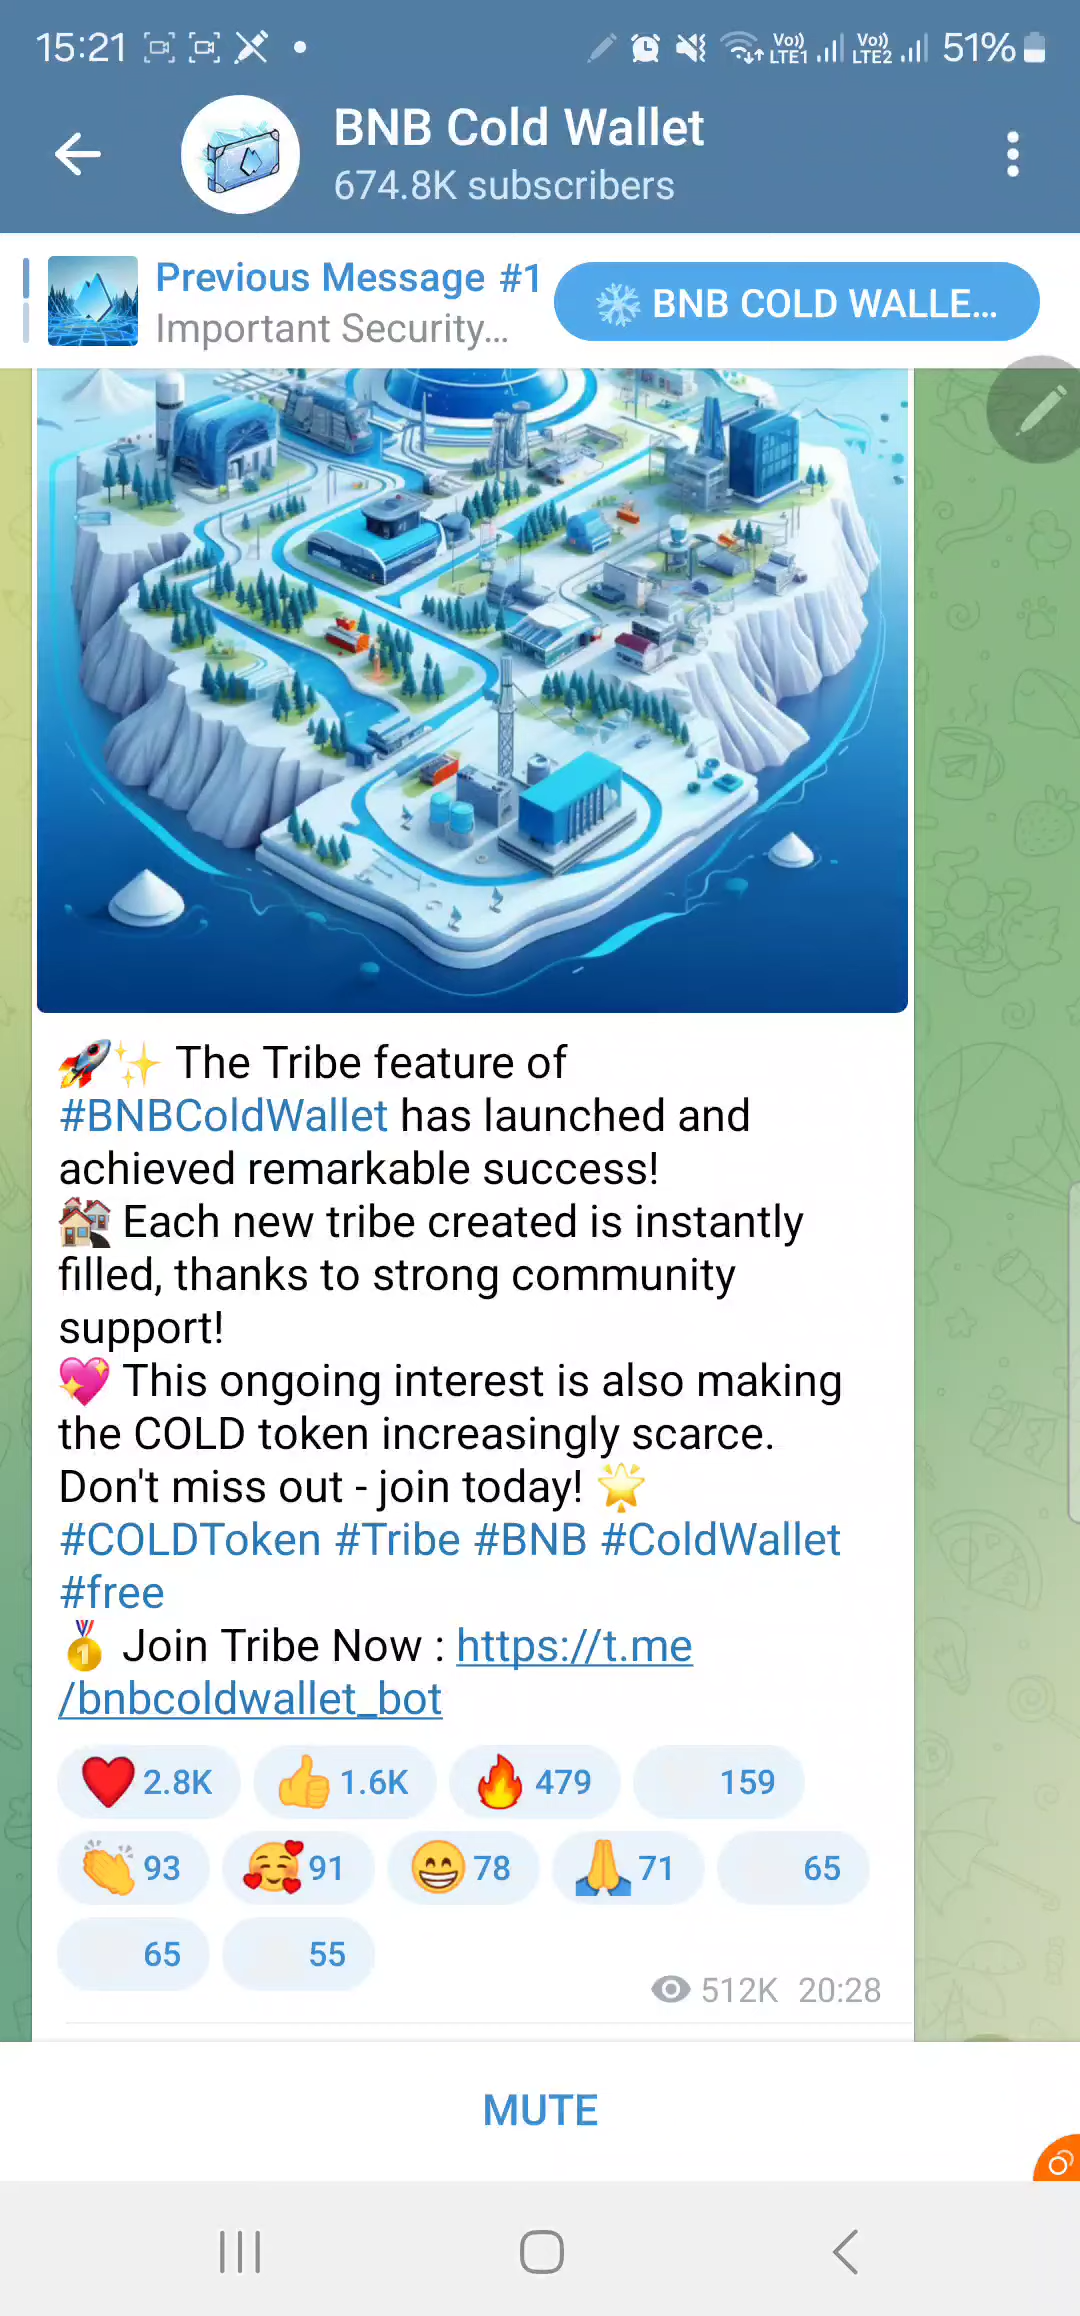 15:21
Vo)) LTE1 Vo)) LTE2 51%
BNB Cold Wallet
674.8K subscribers
Previous Message #1
Important Security...
BNB COLD WALLE...
The Tribe feature of
#BNBColdWallet has launched and
achieved remarkable success!
Each new tribe created is instantly
filled, thanks to strong community
support!
This ongoing interest is also making
the COLD token increasingly scarce.
Don't miss out - join today!
#COLDToken #Tribe #BNB #ColdWallet
#free
Join Tribe Now : https://t.me
/bnbcoldwallet_bot
2.8K 1.6K 479 159
93 91 78 71 65
65 55
512K 20:28
MUTE